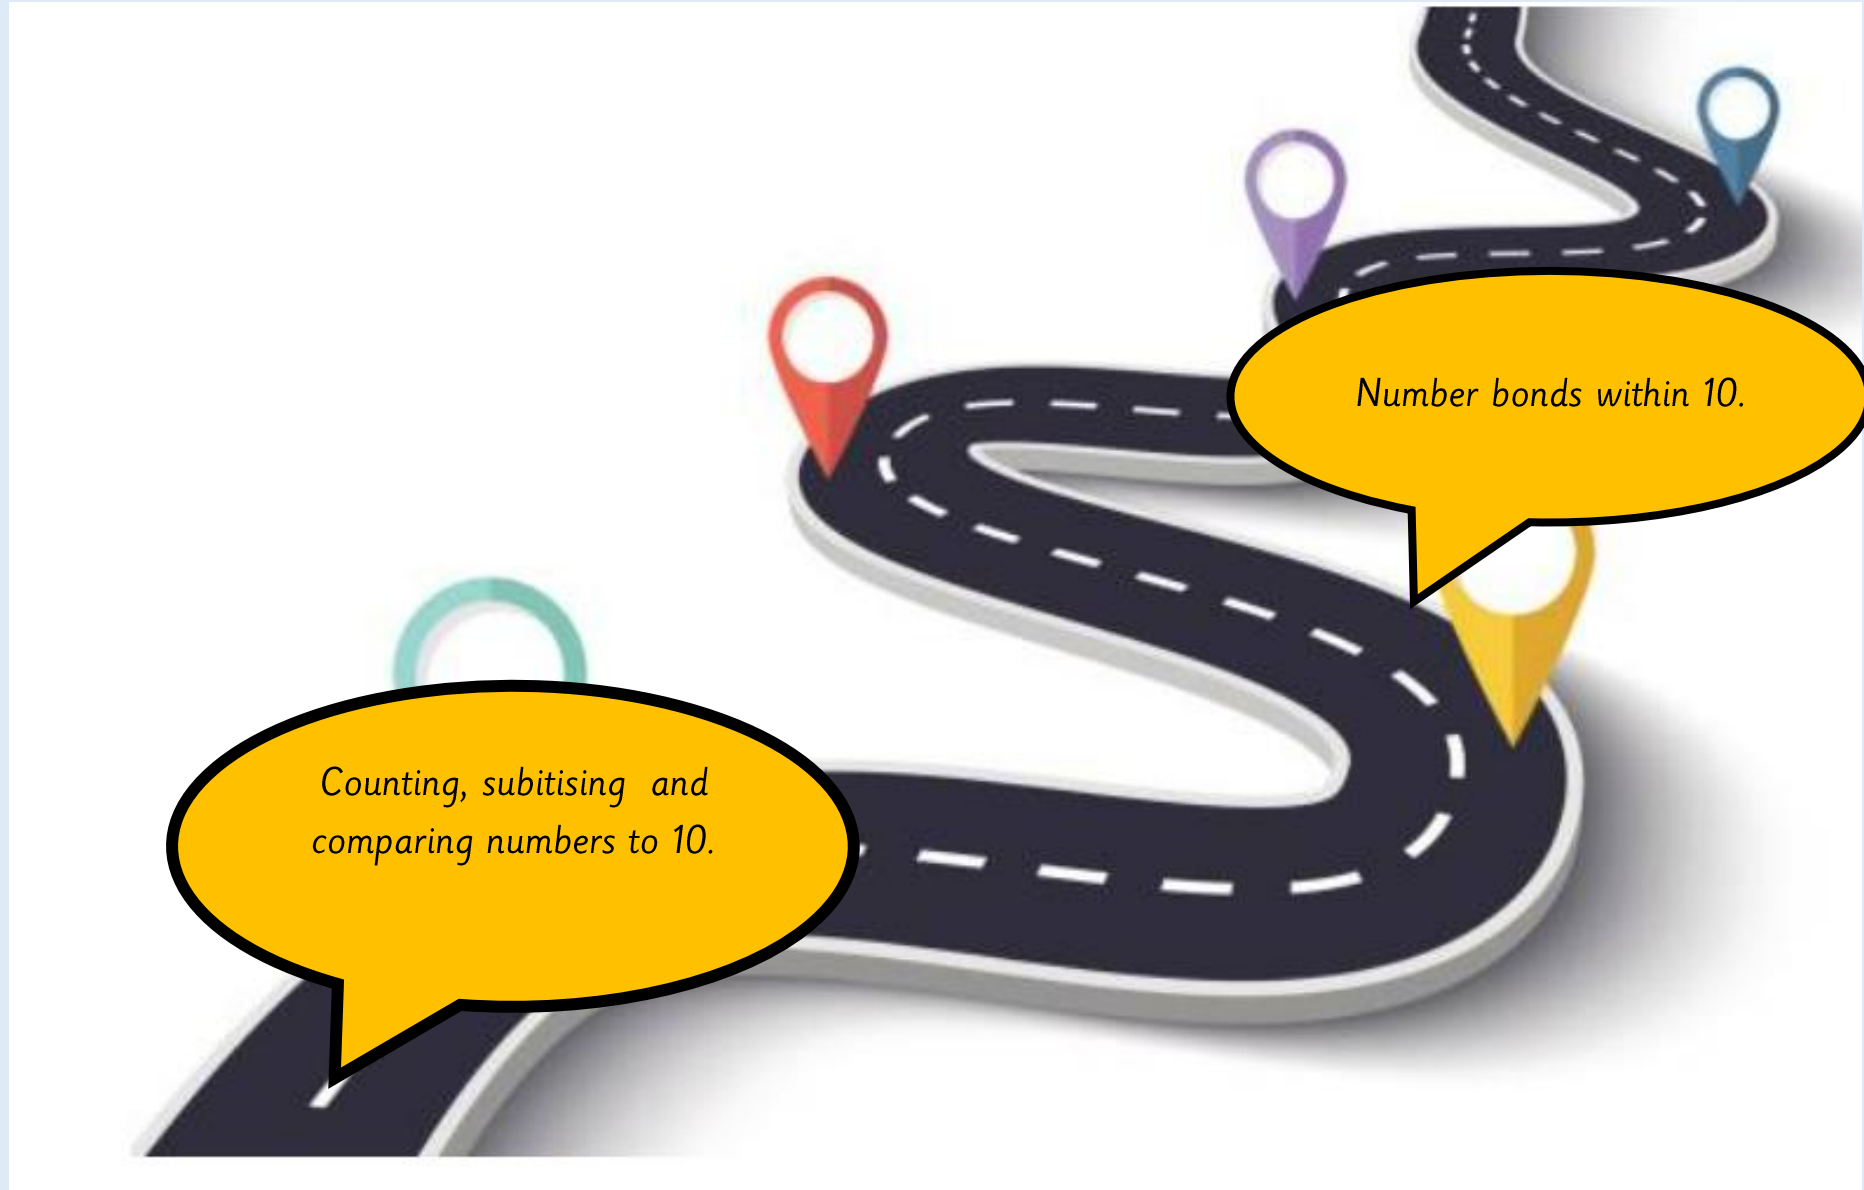 Number bonds within 10.
Counting, subitising  and
comparing numbers to 10.